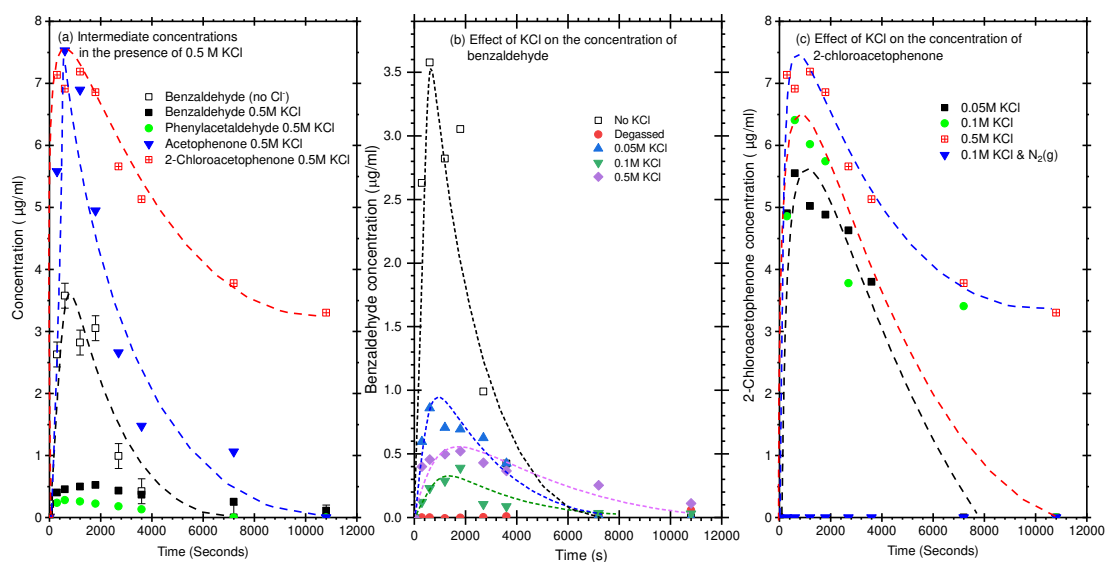 (a) Intermediate concentrations
in the presence of 0.5 M KCl
Benzaldehyde (no Cl⁻)
Benzaldehyde 0.5M KCl
Phenylacetaldehyde 0.5M KCl
Acetophenone 0.5M KCl
2-Chloroacetophenone 0.5M KCl
Concentration ( µg/ml)
8
7
6
5
4
3
2
1
0
0 2000 4000 6000 8000 10000 12000
Time (Seconds)
(b) Effect of KCl on the concentration of
benzaldehyde
No KCl
Degassed
0.05M KCl
0.1M KCl
0.5M KCl
Benzaldehyde concentration ( µg/ml)
3.5
3.0
2.5
2.0
1.5
1.0
0.5
0.0
0 2000 4000 6000 8000 10000 12000
Time (s)
(c) Effect of KCl on the concentration of
2-chloroacetophenone
0.05M KCl
0.1M KCl
0.5M KCl
0.1M KCl & N₂(g)
2-Chloroacetophenone concentration ( µg/ml)
8
7
6
5
4
3
2
1
0
0 2000 4000 6000 8000 10000 12000
Time (Seconds)